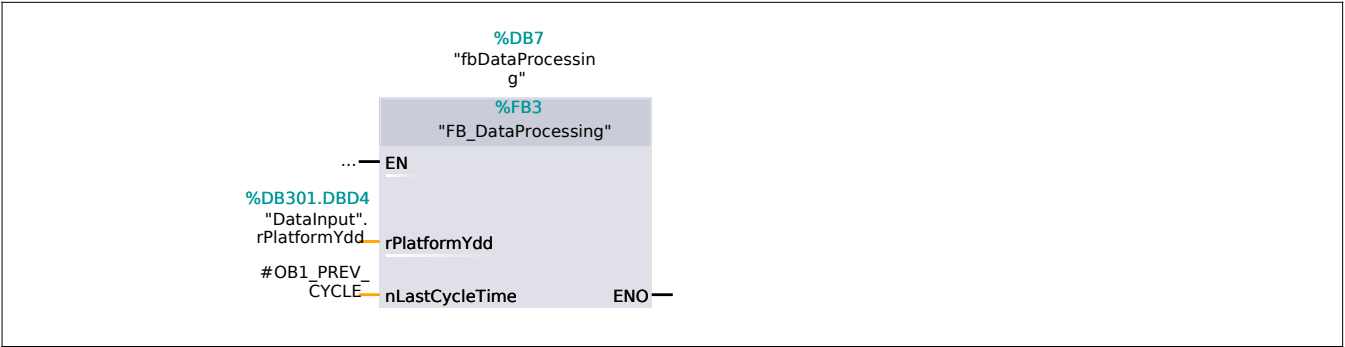 %DB7
"fbDataProcessin
g"
%FB3
"FB_DataProcessing"
... EN
%DB301.DBD4
"DataInput".
rPlatformYdd rPlatformYdd
#OB1_PREV_
CYCLE nLastCycleTime ENO